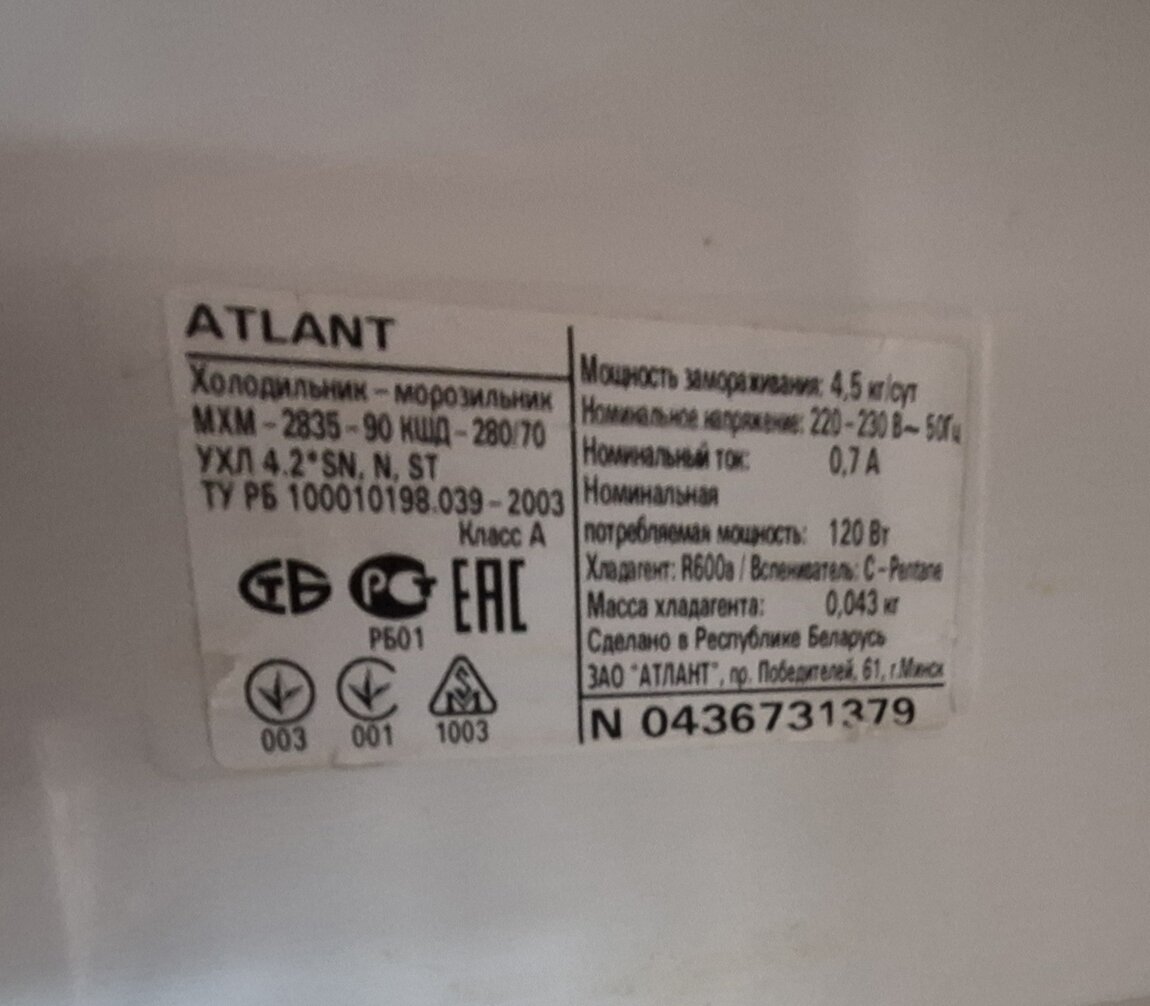 ATLANT
Холодильник – морозильник
МХМ – 2835 – 90 КШД – 280/70
УХЛ 4.2*SN, N, ST
ТУ РБ 100010198.039 – 2003
Класс А
СТБ РСТ ЕАС
РБ01
003 001 1003
Мощность замораживания: 4,5 кг/сут
Номинальное напряжение: 220 – 230 В~ 50Гц
Номинальный ток: 0,7 А
Номинальная
потребляемая мощность: 120 Вт
Хладагент: R600a / Вспениватель: C – Pentane
Масса хладагента: 0,043 кг
Сделано в Республике Беларусь
ЗАО "АТЛАНТ", пр. Победителей, 61, г.Минск
N 0436731379